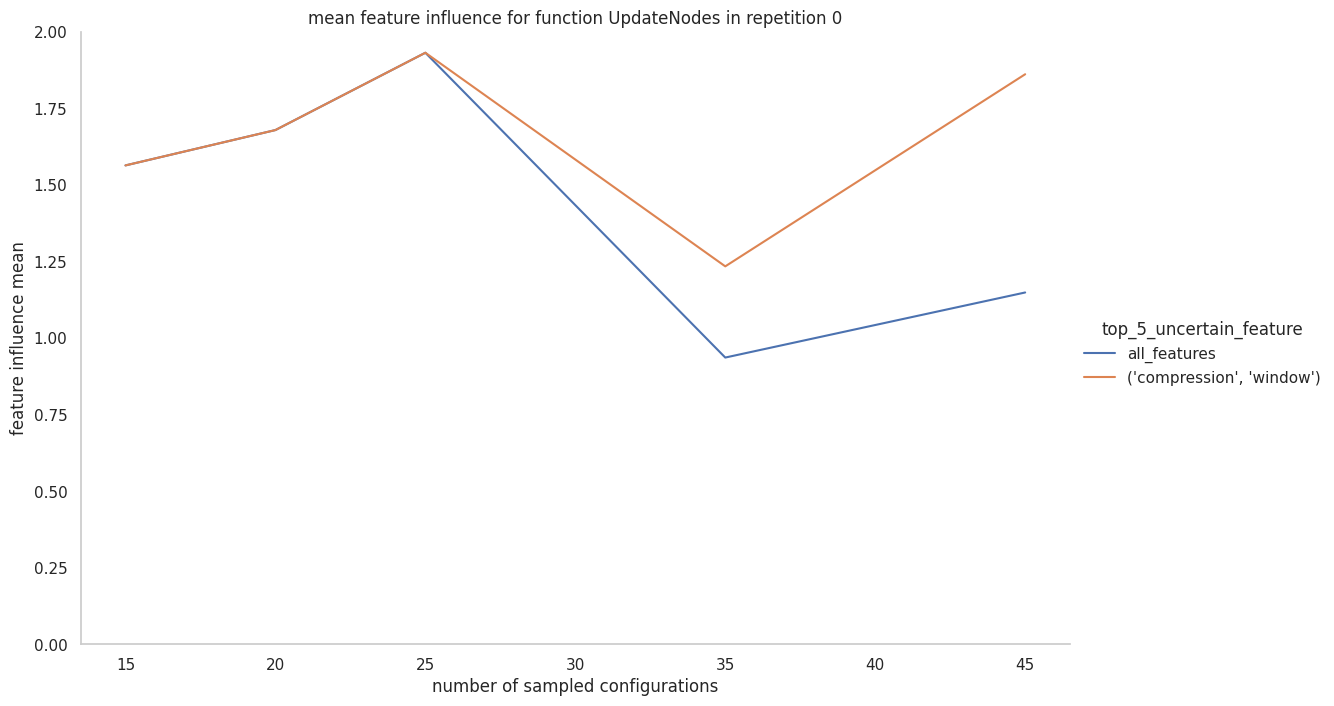 mean feature influence for function UpdateNodes in repetition 0
2.00
1.75
1.50
1.25
1.00
0.75
0.50
0.25
0.00
feature influence mean
15 20 25 30 35 40 45
number of sampled configurations
top_5_uncertain_feature
all_features
('compression', 'window')